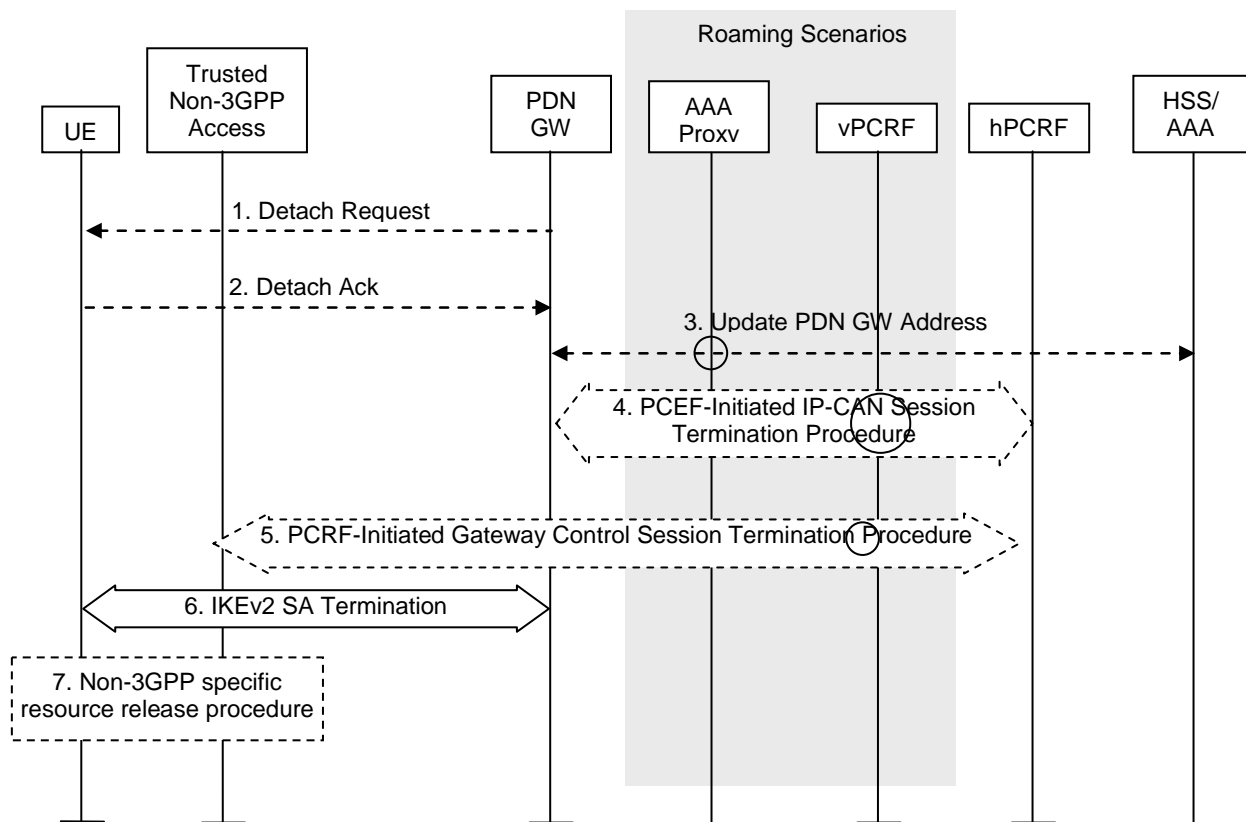 Roaming Scenarios
UE
Trusted
Non-3GPP
Access
PDN
GW
AAA
Proxv
vPCRF
hPCRF
HSS/
AAA
1. Detach Request
2. Detach Ack
3. Update PDN GW Address
4. PCEF-Initiated IP-CAN Session
Termination Procedure
5. PCRF-Initiated Gateway Control Session Termination Procedure
6. IKEv2 SA Termination
7. Non-3GPP specific
resource release procedure